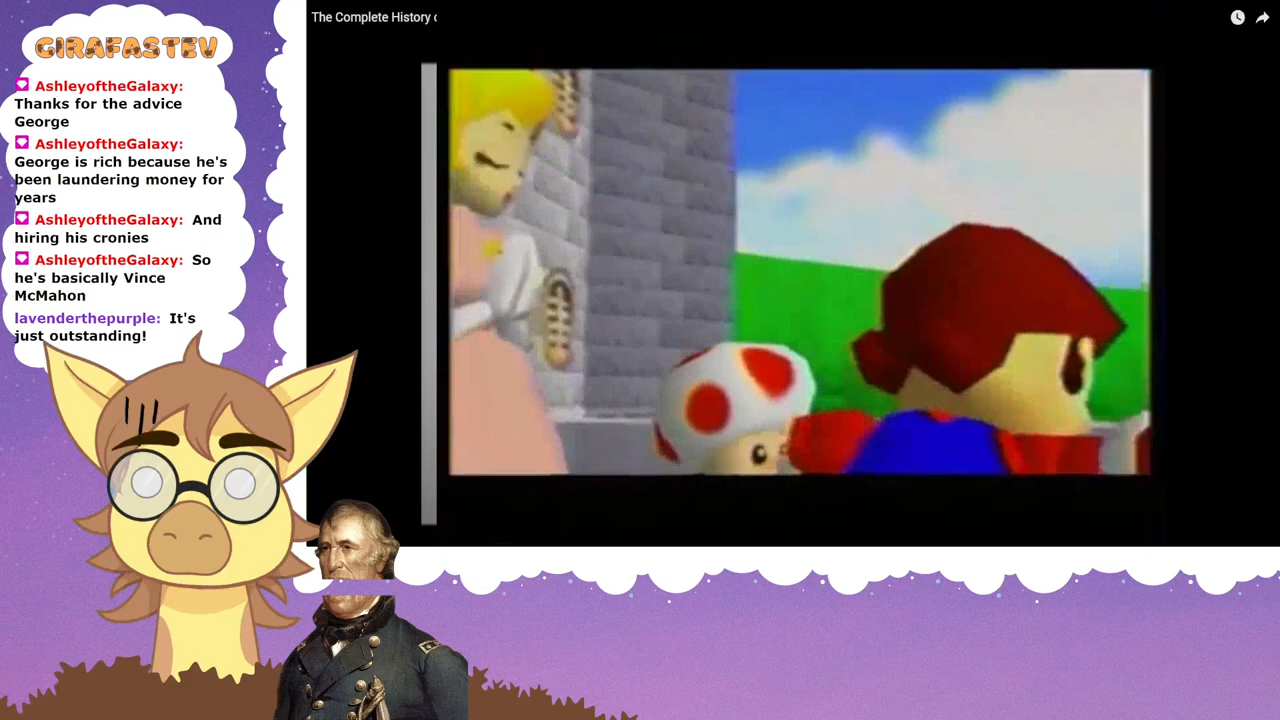 GIRAFASTEV
AshleyoftheGalaxy:
Thanks for the advice
George
AshleyoftheGalaxy:
George is rich because he's
been laundering money for
years
AshleyoftheGalaxy: And
hiring his cronies
AshleyoftheGalaxy: So
he's basically Vince
McMahon
lavenderthepurple: It's
just outstanding!
The Complete History